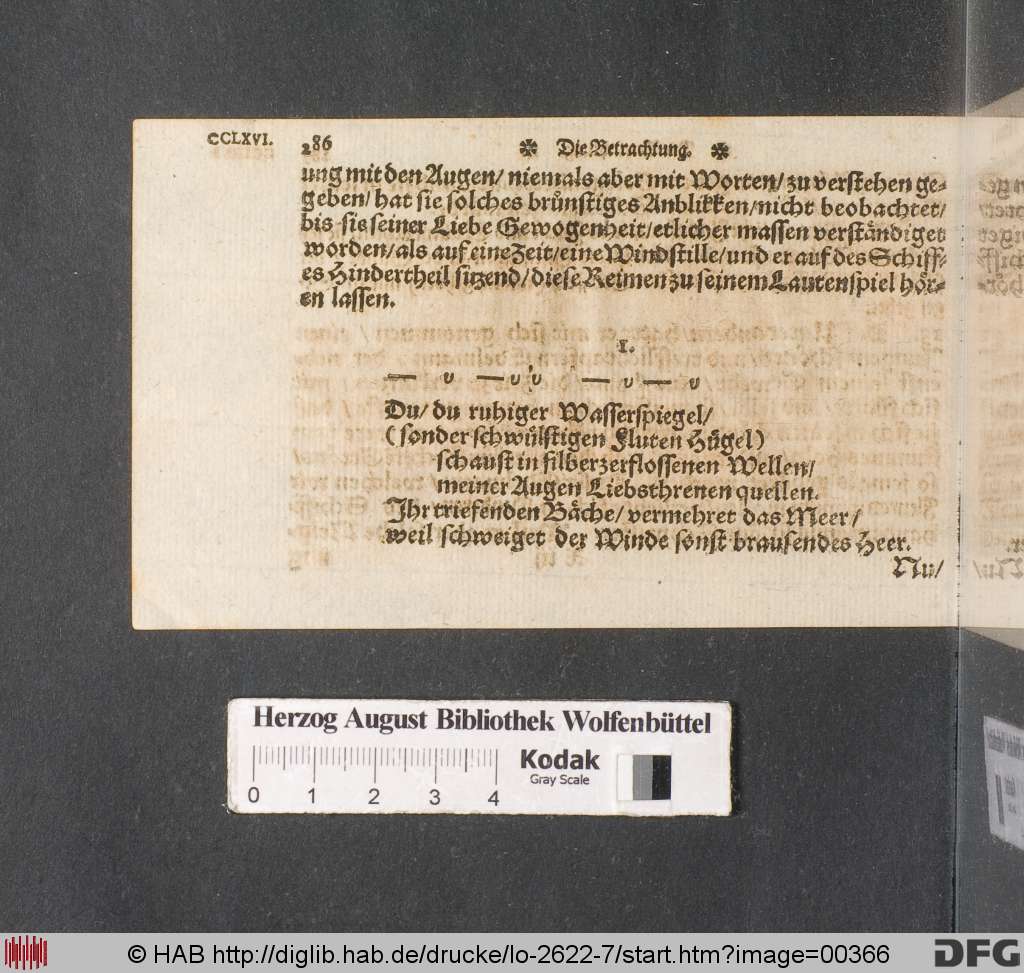 CCLXVI. 286 ✽ Die Betrachtung. ✽
ung mit den Augen/ niemals aber mit Worten/ zu verstehen ge-
geben/ hat sie solches brünstiges Anblikken/ nicht beobachtet/
bis sie seiner Liebe Gewogenheit/ etlicher massen verständiget
worden/ als auf eine Zeit/ eine Windstille/ und er auf des Schiff-
es Hindertheil sitzend/ diese Reimen zu seinem Lautenspiel hör-
en lassen.
1.
— υ — υ υ — υ — υ
Du/ du ruhiger Wasserspiegel/
(sonder schwülstigen Fluten Hügel)
schaust in silberzerflossenen Wellen/
meiner Augen Liebsthrenen quellen.
Ihr triefenden Bäche/ vermehret das Meer/
weil schweiget der Winde sonst brausendes Heer.
Nu/
Herzog August Bibliothek Wolfenbüttel
Kodak
Gray Scale
0 1 2 3 4
© HAB http://diglib.hab.de/drucke/lo-2622-7/start.htm?image=00366
DFG